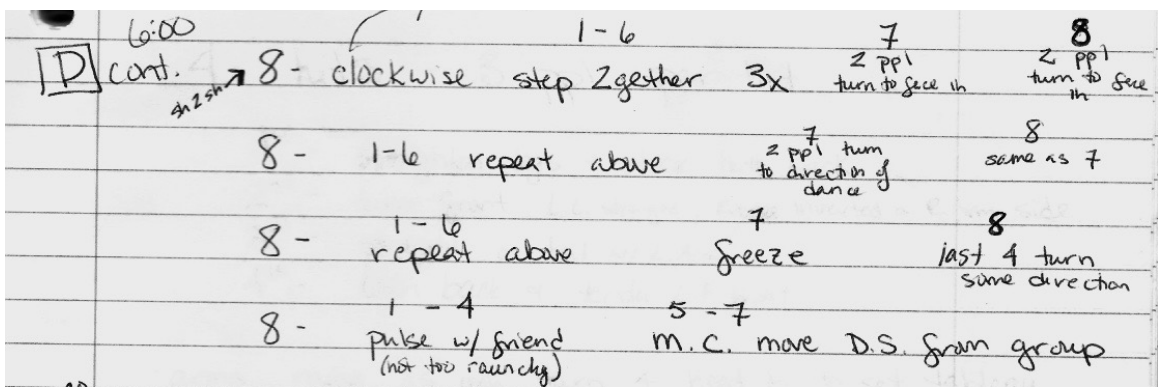 6:00 1-6 7 8
D cont. sh 2 sh 8- clockwise step 2gether 3x 2 ppl turn to face in 2 ppl turn to face in
7 8
8- 1-6 repeat above 2 ppl turn to direction of dance same as 7
1-6 7 8
8- repeat above freeze last 4 turn same direction
1-4 5-7
8- pulse w/ friend (not too raunchy) M.C. move D.S. from group